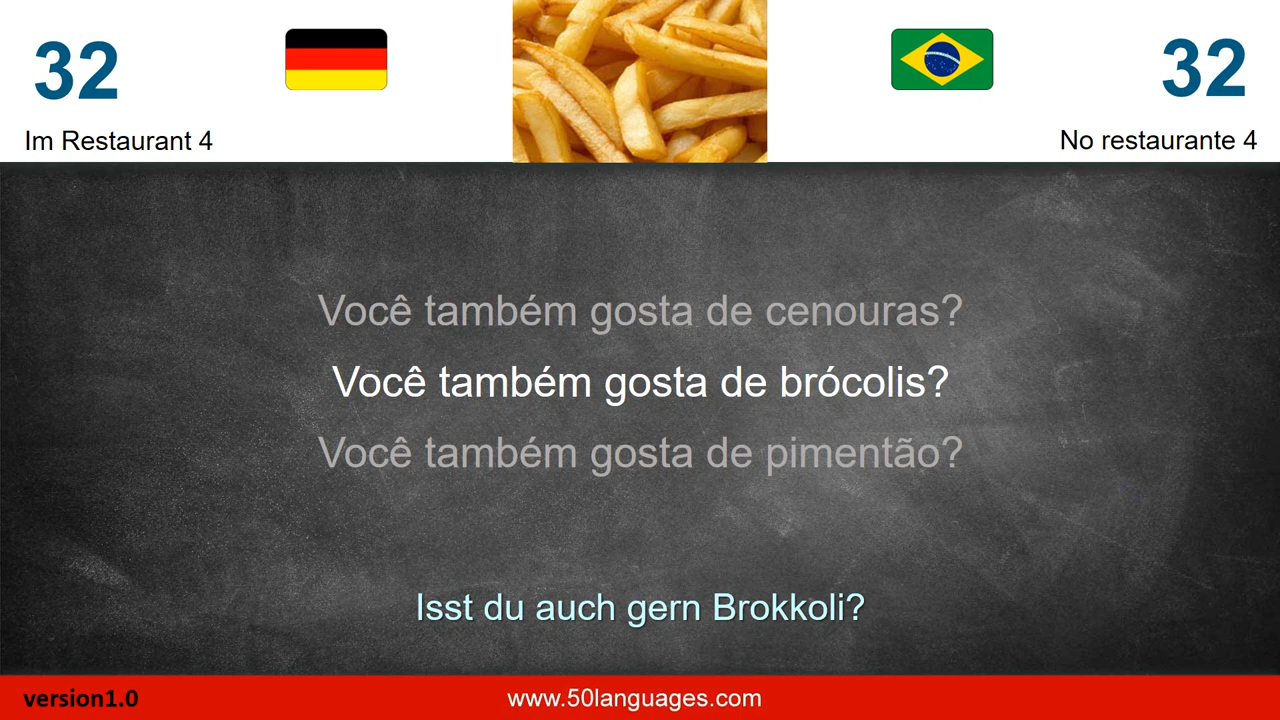 32
32
Im Restaurant 4
No restaurante 4
Você também gosta de cenouras?
Você também gosta de brócolis?
Você também gosta de pimentão?
Isst du auch gern Brokkoli?
version1.0
www.50languages.com